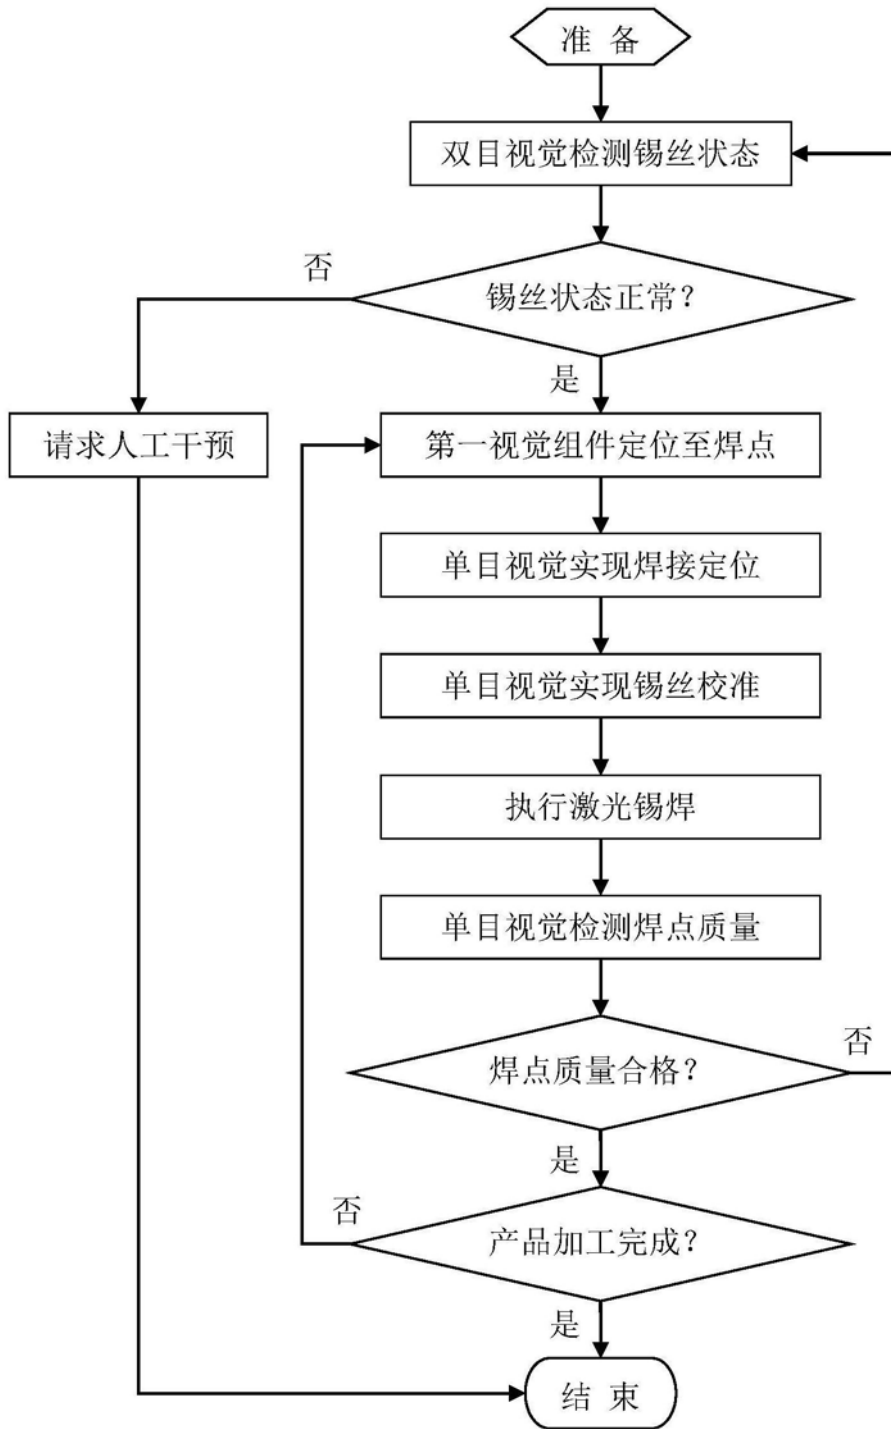 准 备
双目视觉检测锡丝状态
否
锡丝状态正常？
是
请求人工干预
第一视觉组件定位至焊点
单目视觉实现焊接定位
单目视觉实现锡丝校准
执行激光锡焊
单目视觉检测焊点质量
否
焊点质量合格？
是
否
产品加工完成？
是
结 束